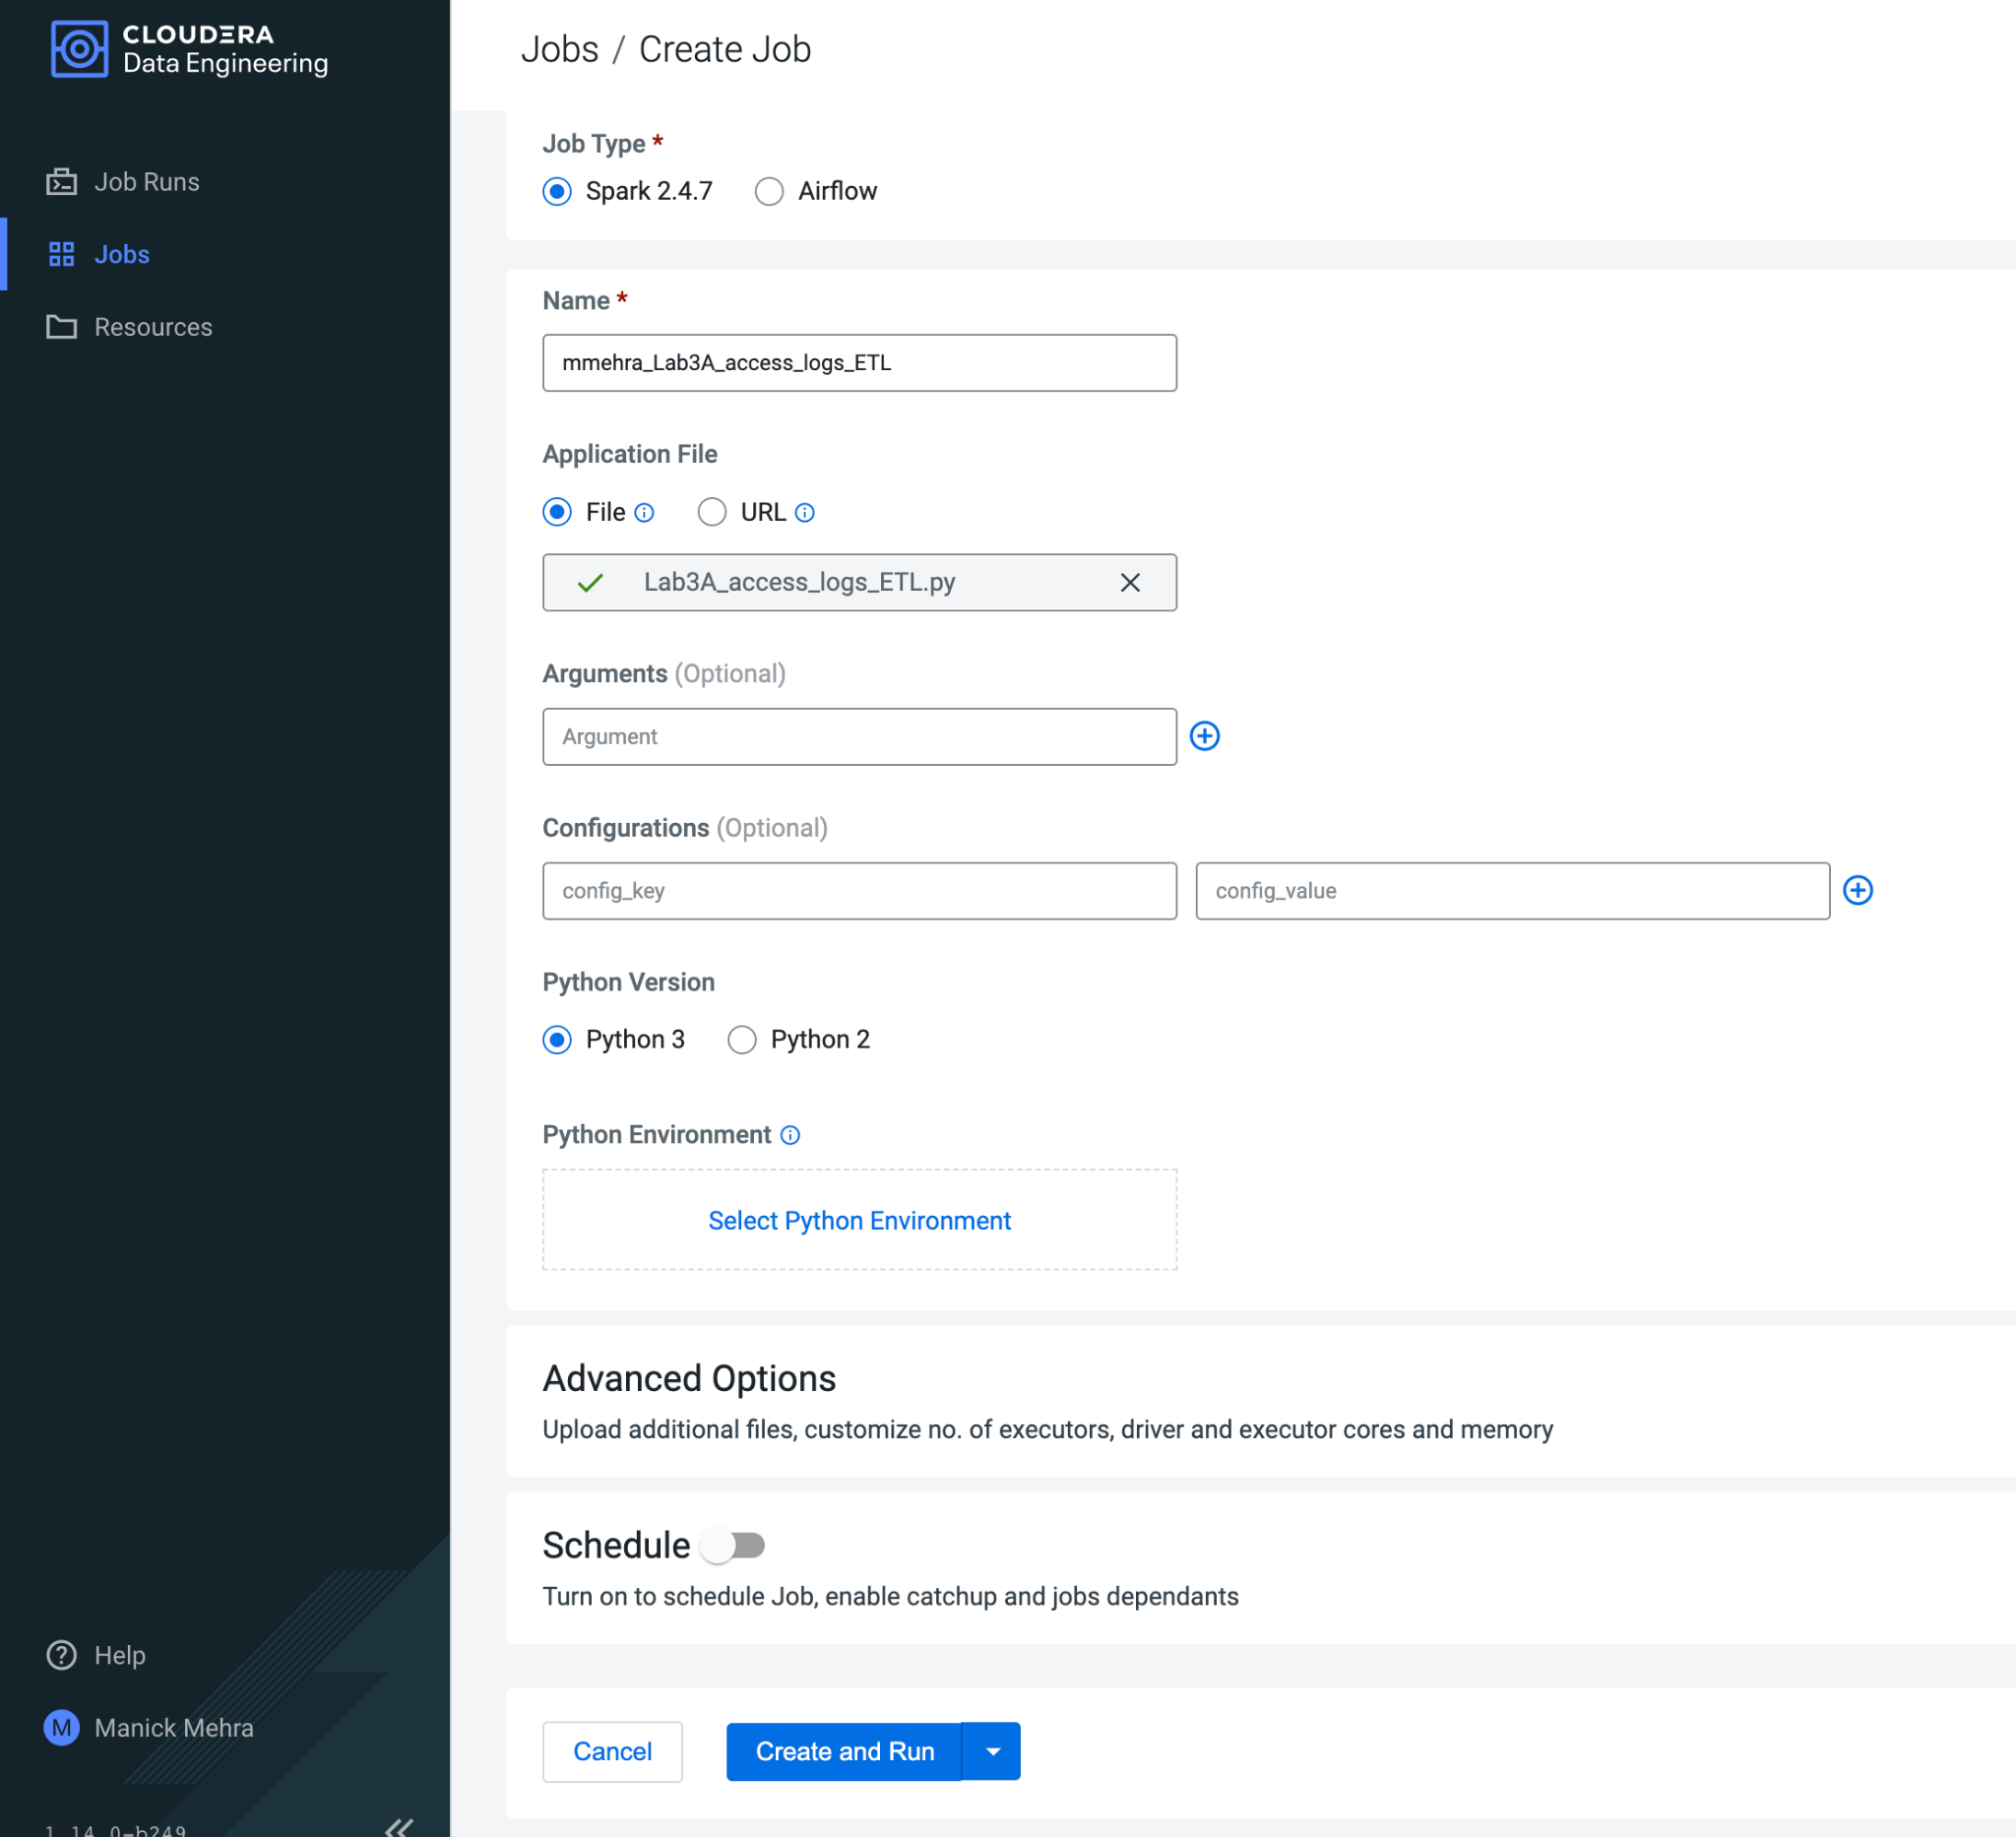 CLOUDERA
Data Engineering
Job Runs
Jobs
Resources
Help
M
Manick Mehra
1.14.0-b249
Jobs / Create Job
Job Type *
Spark 2.4.7
Airflow
Name *
mmehra_Lab3A_access_logs_ETL
Application File
File
URL
Lab3A_access_logs_ETL.py
Arguments (Optional)
Argument
Configurations (Optional)
config_key
config_value
Python Version
Python 3
Python 2
Python Environment
Select Python Environment
Advanced Options
Upload additional files, customize no. of executors, driver and executor cores and memory
Schedule
Turn on to schedule Job, enable catchup and jobs dependants
Cancel
Create and Run